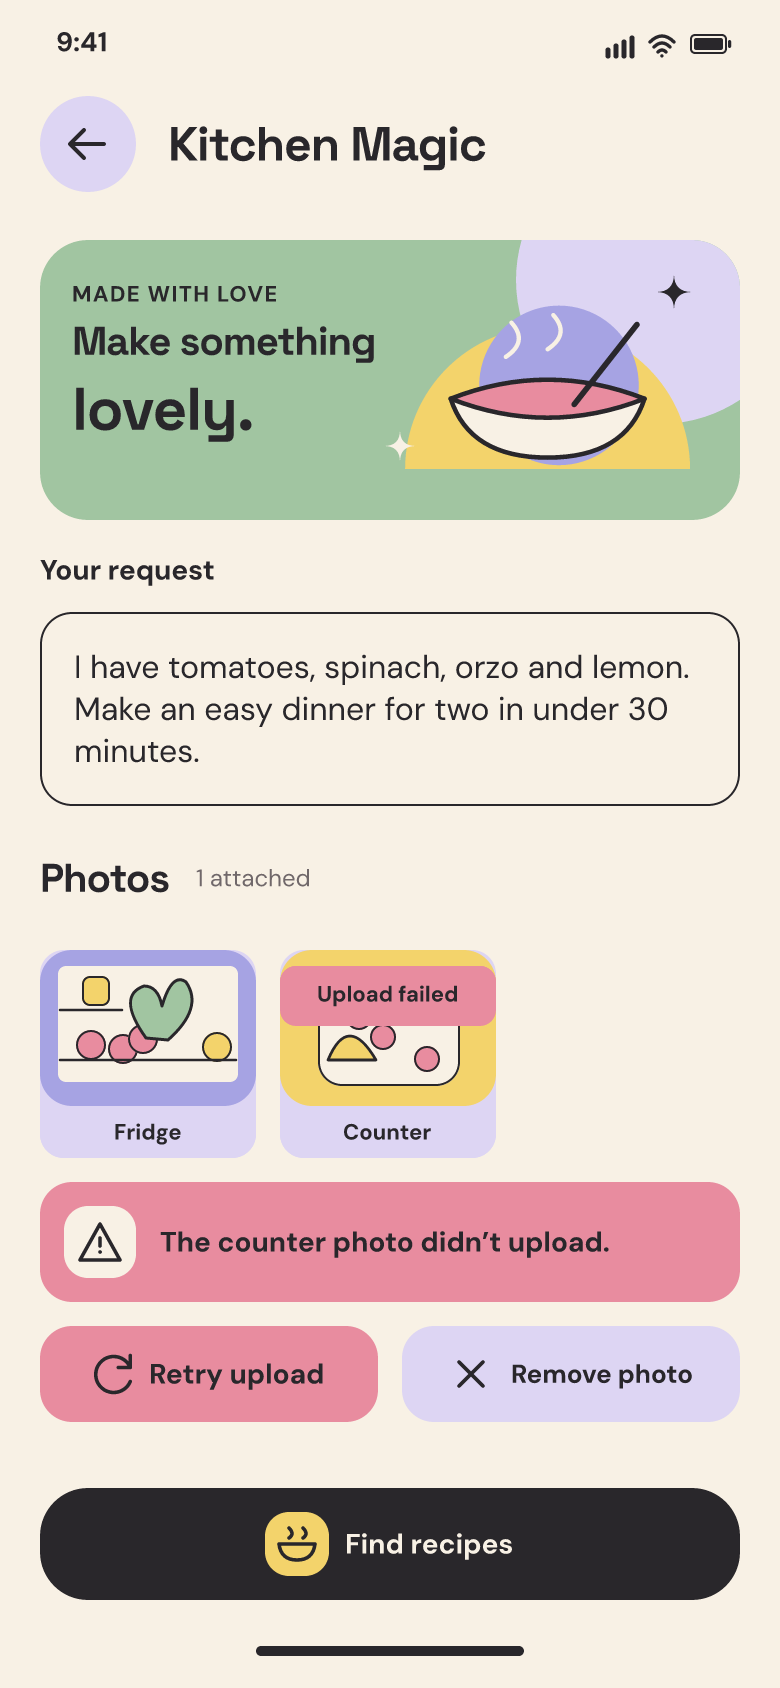 9:41
Kitchen Magic
MADE WITH LOVE
Make something
lovely.
Your request
I have tomatoes, spinach, orzo and lemon.
Make an easy dinner for two in under 30
minutes.
Photos 1 attached
Upload failed
Fridge
Counter
The counter photo didn’t upload.
Retry upload
Remove photo
Find recipes